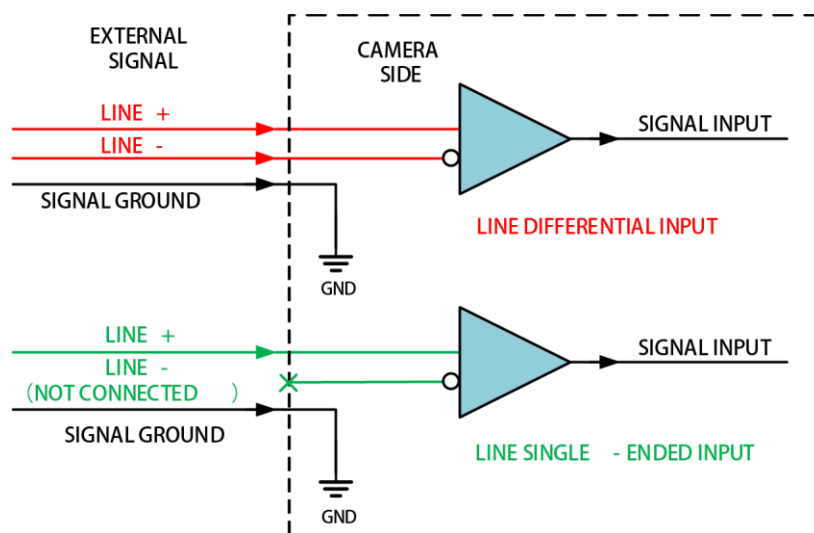 EXTERNAL
SIGNAL
CAMERA
SIDE
LINE +
LINE -
SIGNAL GROUND
GND
SIGNAL INPUT
LINE DIFFERENTIAL INPUT
LINE +
LINE -
(NOT CONNECTED )
SIGNAL GROUND
GND
SIGNAL INPUT
LINE SINGLE - ENDED INPUT